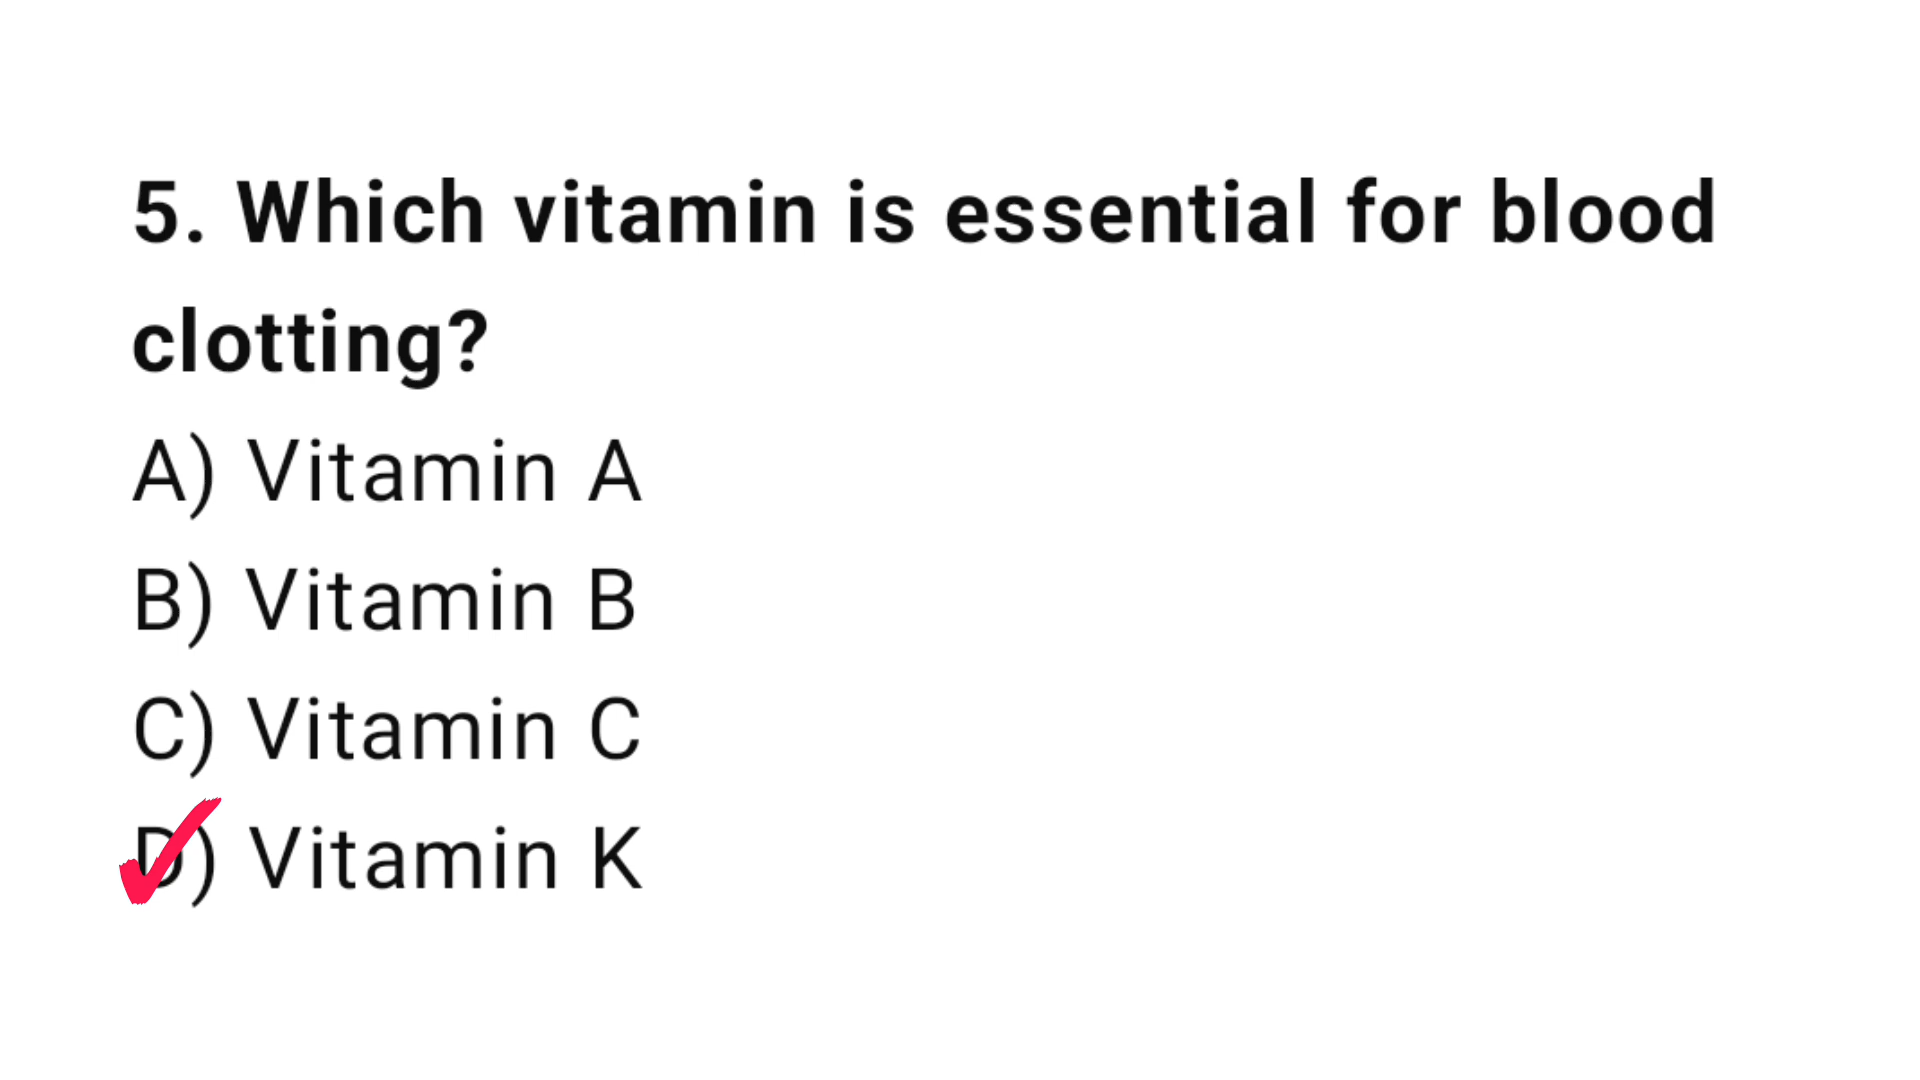 5. Which vitamin is essential for blood
clotting?
A) Vitamin A
B) Vitamin B
C) Vitamin C
D) Vitamin K